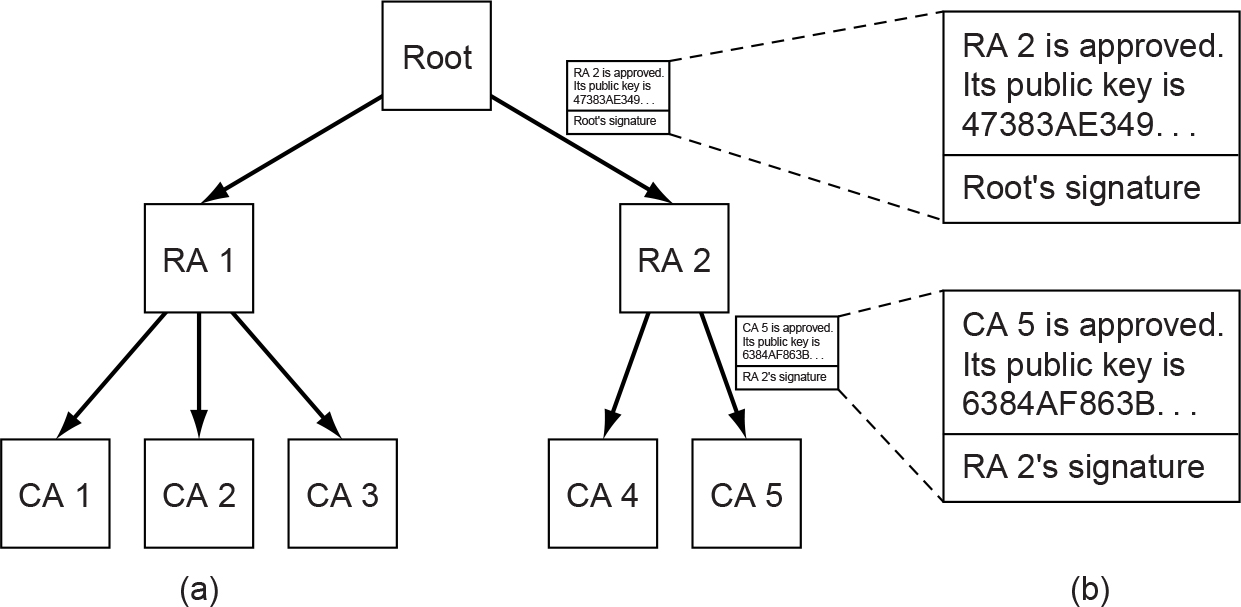 Root
RA 2 is approved.
Its public key is
47383AE349. . .
Root's signature
RA 2 is approved.
Its public key is
47383AE349. . .
Root's signature
RA 1
RA 2
CA 5 is approved.
Its public key is
6384AF863B. . .
RA 2's signature
CA 5 is approved.
Its public key is
6384AF863B. . .
RA 2's signature
CA 1
CA 2
CA 3
CA 4
CA 5
(a)
(b)